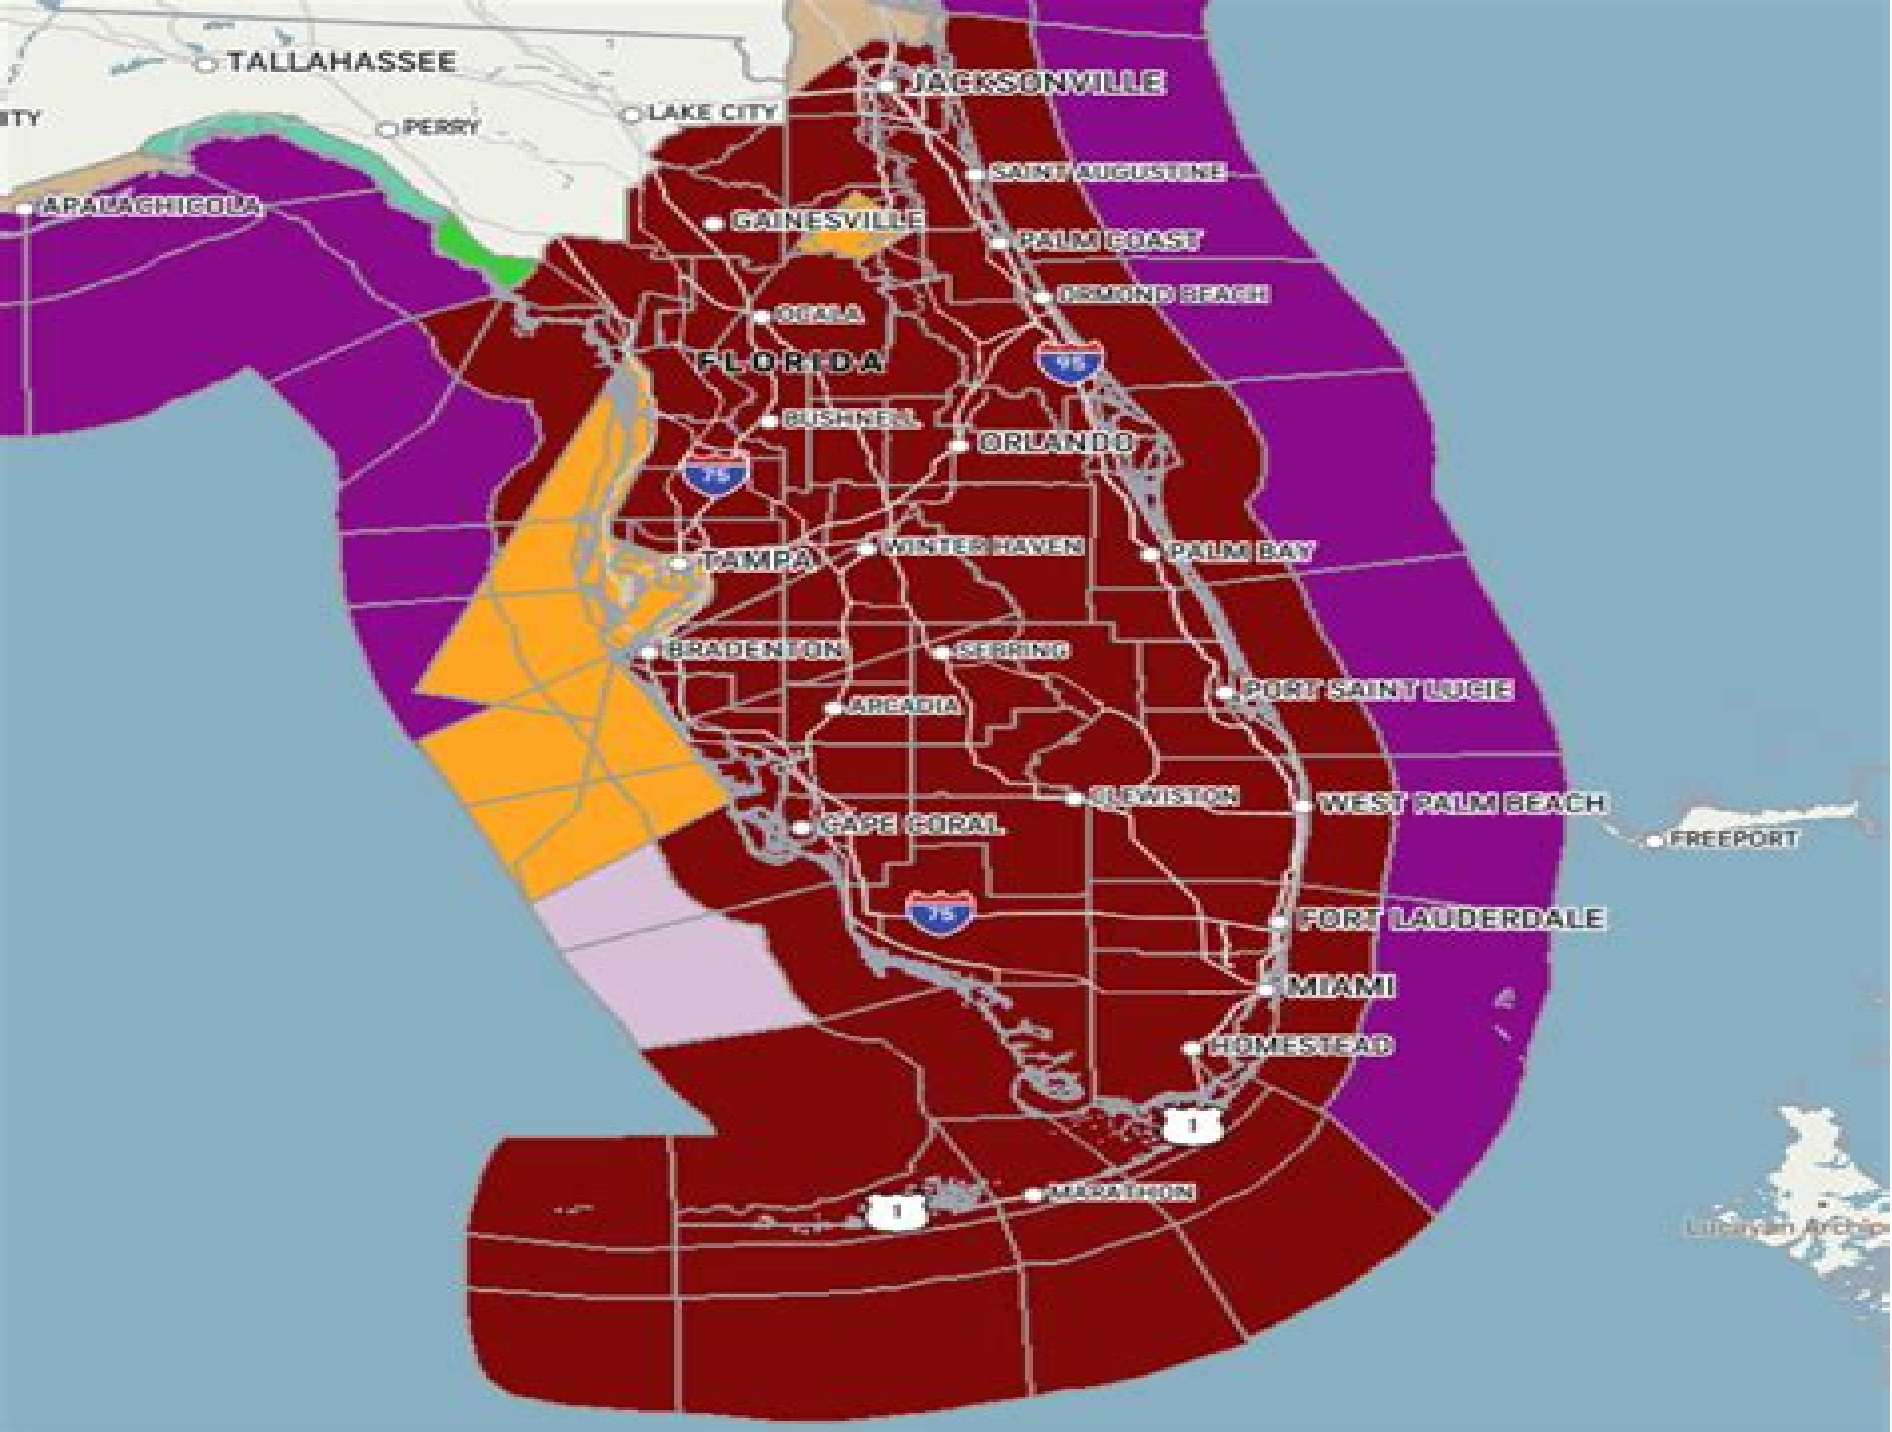 TALLAHASSEE
JACKSONVILLE
LAKE CITY
ITY
PERRY
SAINT AUGUSTINE
APALACHICOLA
GAINESVILLE
PALM COAST
ORMOND BEACH
OCALA
FLORIDA
95
BUSHNELL
ORLANDO
75
TAMPA
WINTER HAVEN
PALM BAY
BRADENTON
SEBRING
PORT SAINT LUCIE
ARCADIA
CLEWISTON
WEST PALM BEACH
CAPE CORAL
FREEPORT
75
FORT LAUDERDALE
MIAMI
HOMESTEAD
1
MARATHON
1
Lucayan Archip